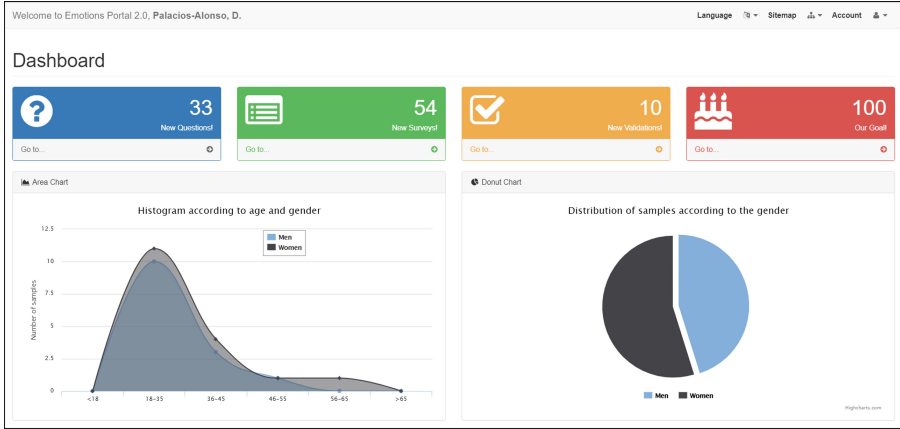 Welcome to Emotions Portal 2.0, Palacios-Alonso, D.
Language Sitemap Account
Dashboard
33
New Questions!
Go to...
54
New Surveys!
Go to...
10
New Validations!
Go to...
100
Our Goal!
Go to...
Area Chart
Histogram according to age and gender
Men
Women
Number of samples
12.5
10
7.5
5
2.5
0
<18 18-35 36-45 46-55 56-65 >65
Donut Chart
Distribution of samples according to the gender
Men Women
Highcharts.com